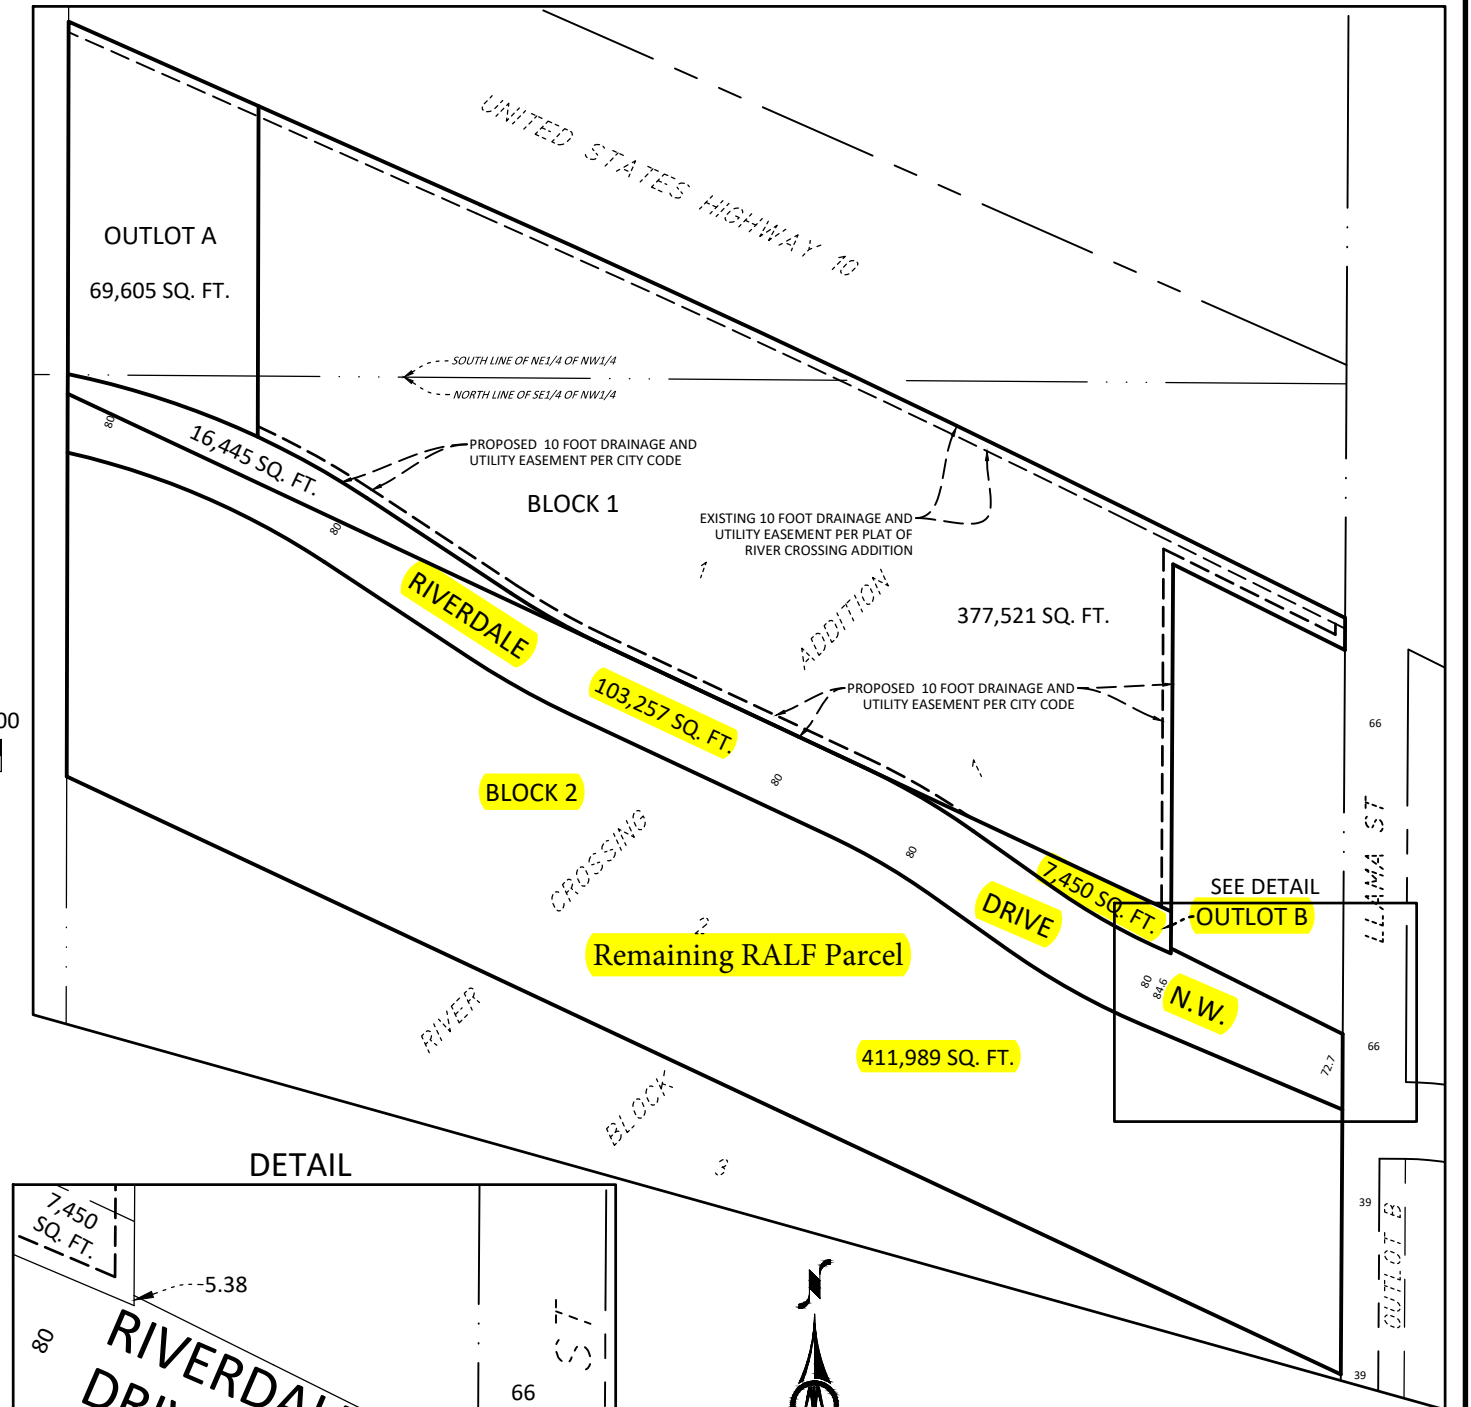 UNITED STATES HIGHWAY 10
OUTLOT A
69,605 SQ. FT.
SOUTH LINE OF NE1/4 OF NW1/4
NORTH LINE OF SE1/4 OF NW1/4
80
16,445 SQ. FT.
PROPOSED 10 FOOT DRAINAGE AND
UTILITY EASEMENT PER CITY CODE
BLOCK 1
80
EXISTING 10 FOOT DRAINAGE AND
UTILITY EASEMENT PER PLAT OF
RIVER CROSSING ADDITION
1
ADDITION
377,521 SQ. FT.
RIVERDALE
103,257 SQ. FT.
PROPOSED 10 FOOT DRAINAGE AND
UTILITY EASEMENT PER CITY CODE
00
66
BLOCK 2
80
1
CROSSING
80
LLAMA ST
7,450 SQ. FT.
SEE DETAIL
OUTLOT B
DRIVE
2
Remaining RALF Parcel
80
84.6
N.W.
RIVER
411,989 SQ. FT.
66
72.7
BLOCK
3
DETAIL
39
OUTLOT B
39
7,450
SQ. FT.
5.38
80
RIVERDAL
DRIV
ST
66
N